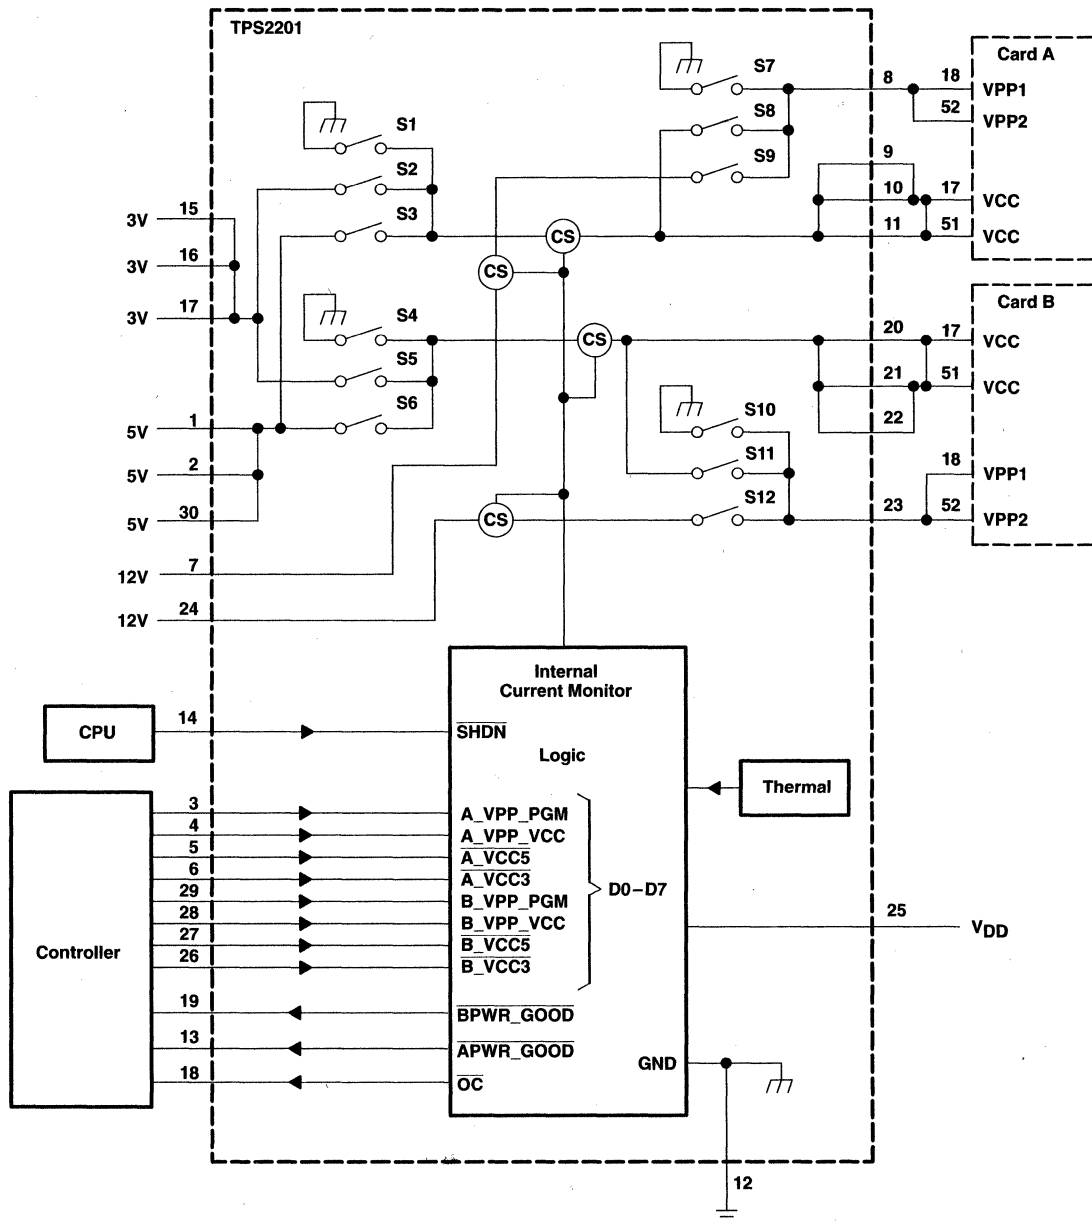 TPS2201
Card A
S7
8
18
VPP1
52
VPP2
S8
S1
S9
9
S2
10
17
VCC
15
3V
S3
CS
11
51
VCC
16
3V
CS
Card B
17
3V
S4
CS
20
17
VCC
S5
21
51
VCC
S6
S10
22
1
5V
S11
18
VPP1
2
5V
S12
30
5V
CS
23
52
VPP2
7
12V
24
12V
Internal
Current Monitor
CPU
14
SHDN
Logic
Thermal
Controller
3
A_VPP_PGM
4
A_VPP_VCC
5
A_VCC5
6
A_VCC3
D0–D7
29
B_VPP_PGM
28
B_VPP_VCC
27
B_VCC5
26
B_VCC3
25
VDD
19
BPWR_GOOD
13
APWR_GOOD
GND
18
OC
12